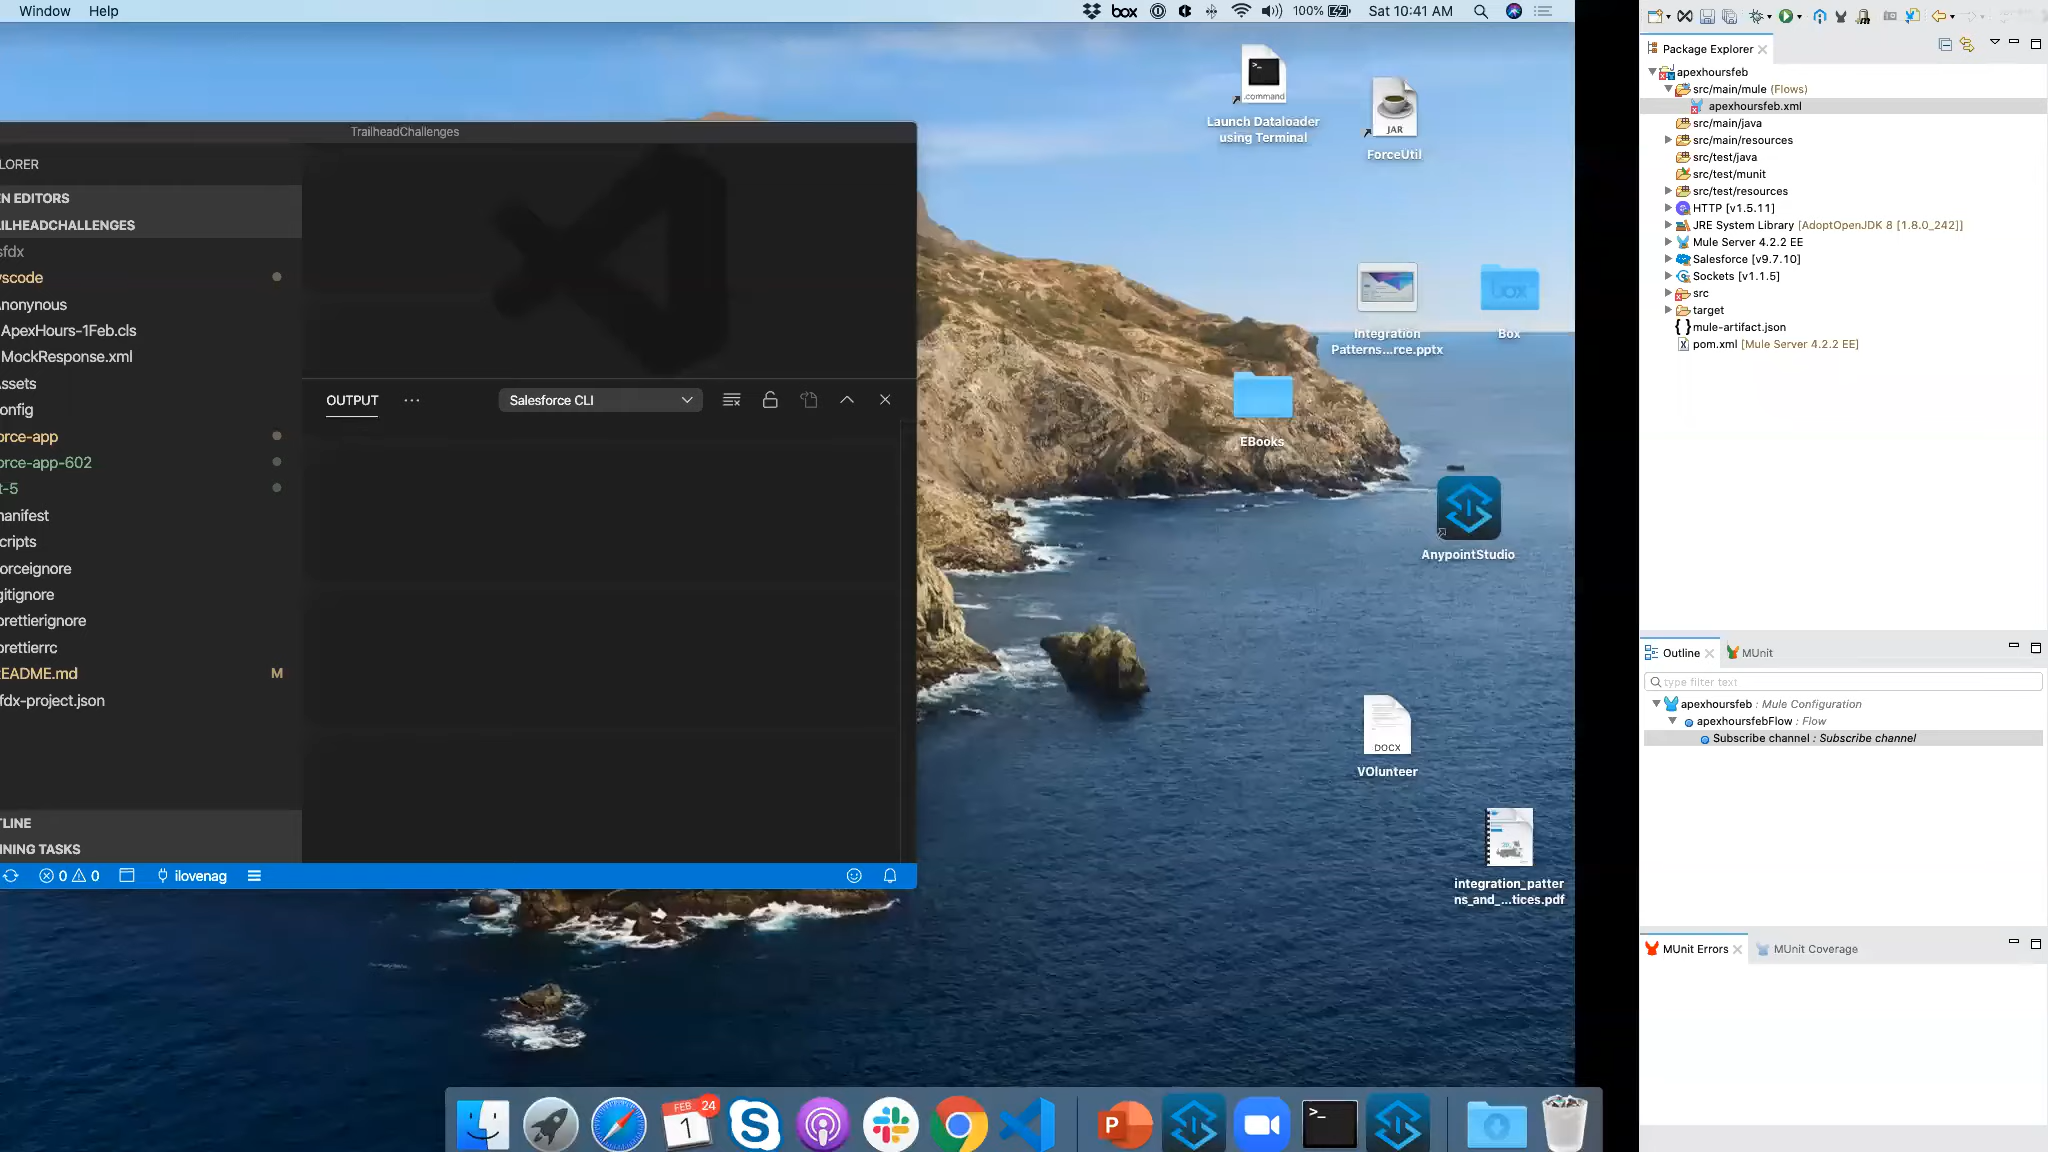 Window Help
box
100%
Sat 10:41 AM
TrailheadChallenges
LORER
N EDITORS
ILHEADCHALLENGES
sfdx
vscode
nonynous
ApexHours-1Feb.cls
MockResponse.xml
ssets
onfig
orce-app
orce-app-602
t-5
nanifest
cripts
orceignore
gitignore
prettierignore
prettierrc
EADME.md M
fdx-project.json
TLINE
NING TASKS
0 0 ilovenag
OUTPUT
Salesforce CLI
.command
Launch Dataloader
using Terminal
JAR
ForceUtil
Integration
Patterns...rce.pptx
box
Box
EBooks
AnypointStudio
DOCX
VOlunteer
integration_patter
ns_and_...tices.pdf
FEB 24
1
Package Explorer
apexhoursfeb
src/main/mule (Flows)
apexhoursfeb.xml
src/main/java
src/main/resources
src/test/java
src/test/munit
src/test/resources
HTTP [v1.5.11]
JRE System Library [AdoptOpenJDK 8 [1.8.0_242]]
Mule Server 4.2.2 EE
Salesforce [v9.7.10]
Sockets [v1.1.5]
src
target
mule-artifact.json
pom.xml [Mule Server 4.2.2 EE]
Outline
MUnit
type filter text
apexhoursfeb : Mule Configuration
apexhoursfebFlow : Flow
Subscribe channel : Subscribe channel
MUnit Errors
MUnit Coverage